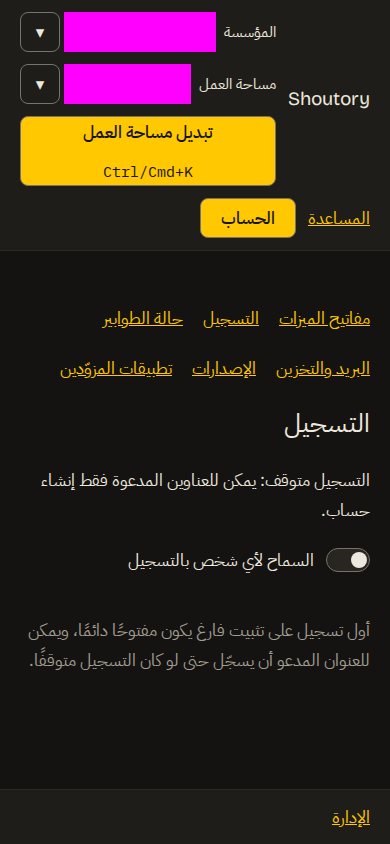 Shoutory
المؤسسة
▼
مساحة العمل
▼
تبديل مساحة العمل
Ctrl/Cmd+K
المساعدة
الحساب
مفاتيح الميزات التسجيل حالة الطوابير
البريد والتخزين الإصدارات تطبيقات المزوّدين
التسجيل
التسجيل متوقف: يمكن للعناوين المدعوة فقط إنشاء
حساب.
السماح لأي شخص بالتسجيل
أول تسجيل على تثبيت فارغ يكون مفتوحًا دائمًا، ويمكن
للعنوان المدعو أن يسجّل حتى لو كان التسجيل متوقفًا.
الإدارة